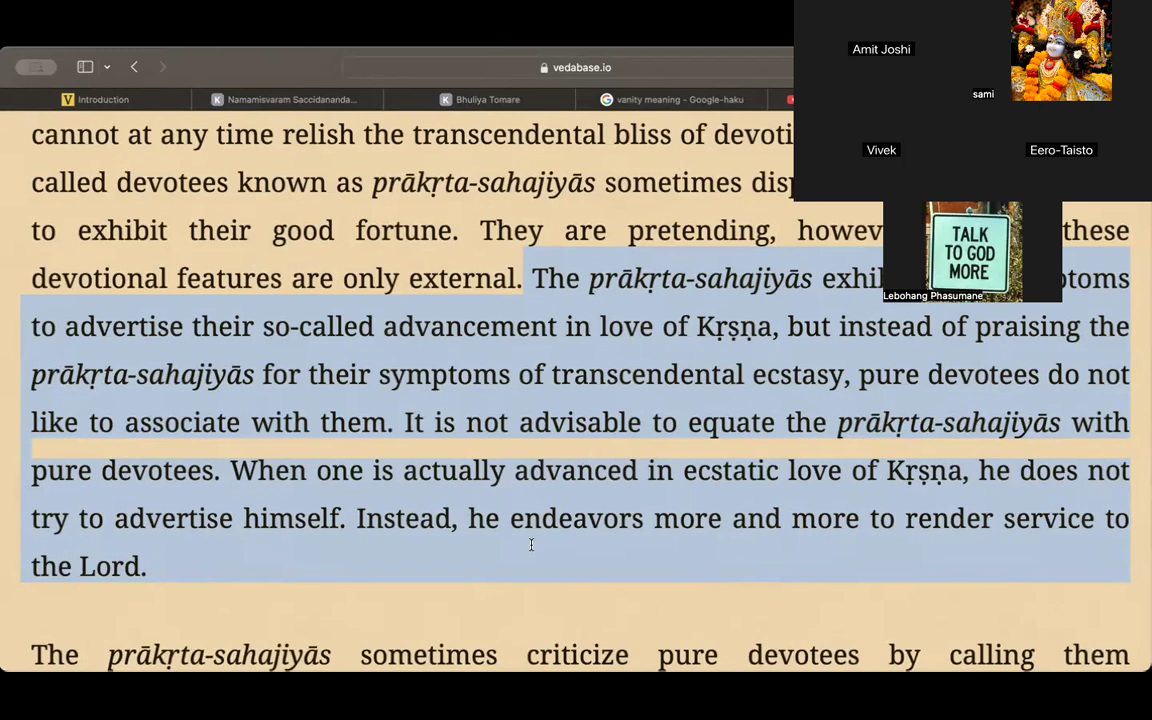 vedabase.io
Introduction
Namamisvaram Saccidananda...
Bhuliya Tomare
vanity meaning - Google-haku
Amit Joshi
sami
Vivek
Eero-Taisto
TALK
TO GOD
MORE
Lebohang Phasumane
cannot at any time relish the transcendental bliss of
called devotees known as prākṛta-sahajiyās sometimes
to exhibit their good fortune. They are pretending, these
devotional features are only external. The prākṛta-sahajiyās
to advertise their so-called advancement in love of Kṛṣṇa, but instead of praising the
prākṛta-sahajiyās for their symptoms of transcendental ecstasy, pure devotees do not
like to associate with them. It is not advisable to equate the prākṛta-sahajiyās with
pure devotees. When one is actually advanced in ecstatic love of Kṛṣṇa, he does not
try to advertise himself. Instead, he endeavors more and more to render service to
the Lord.
The prākṛta-sahajiyās sometimes criticize pure devotees by calling them